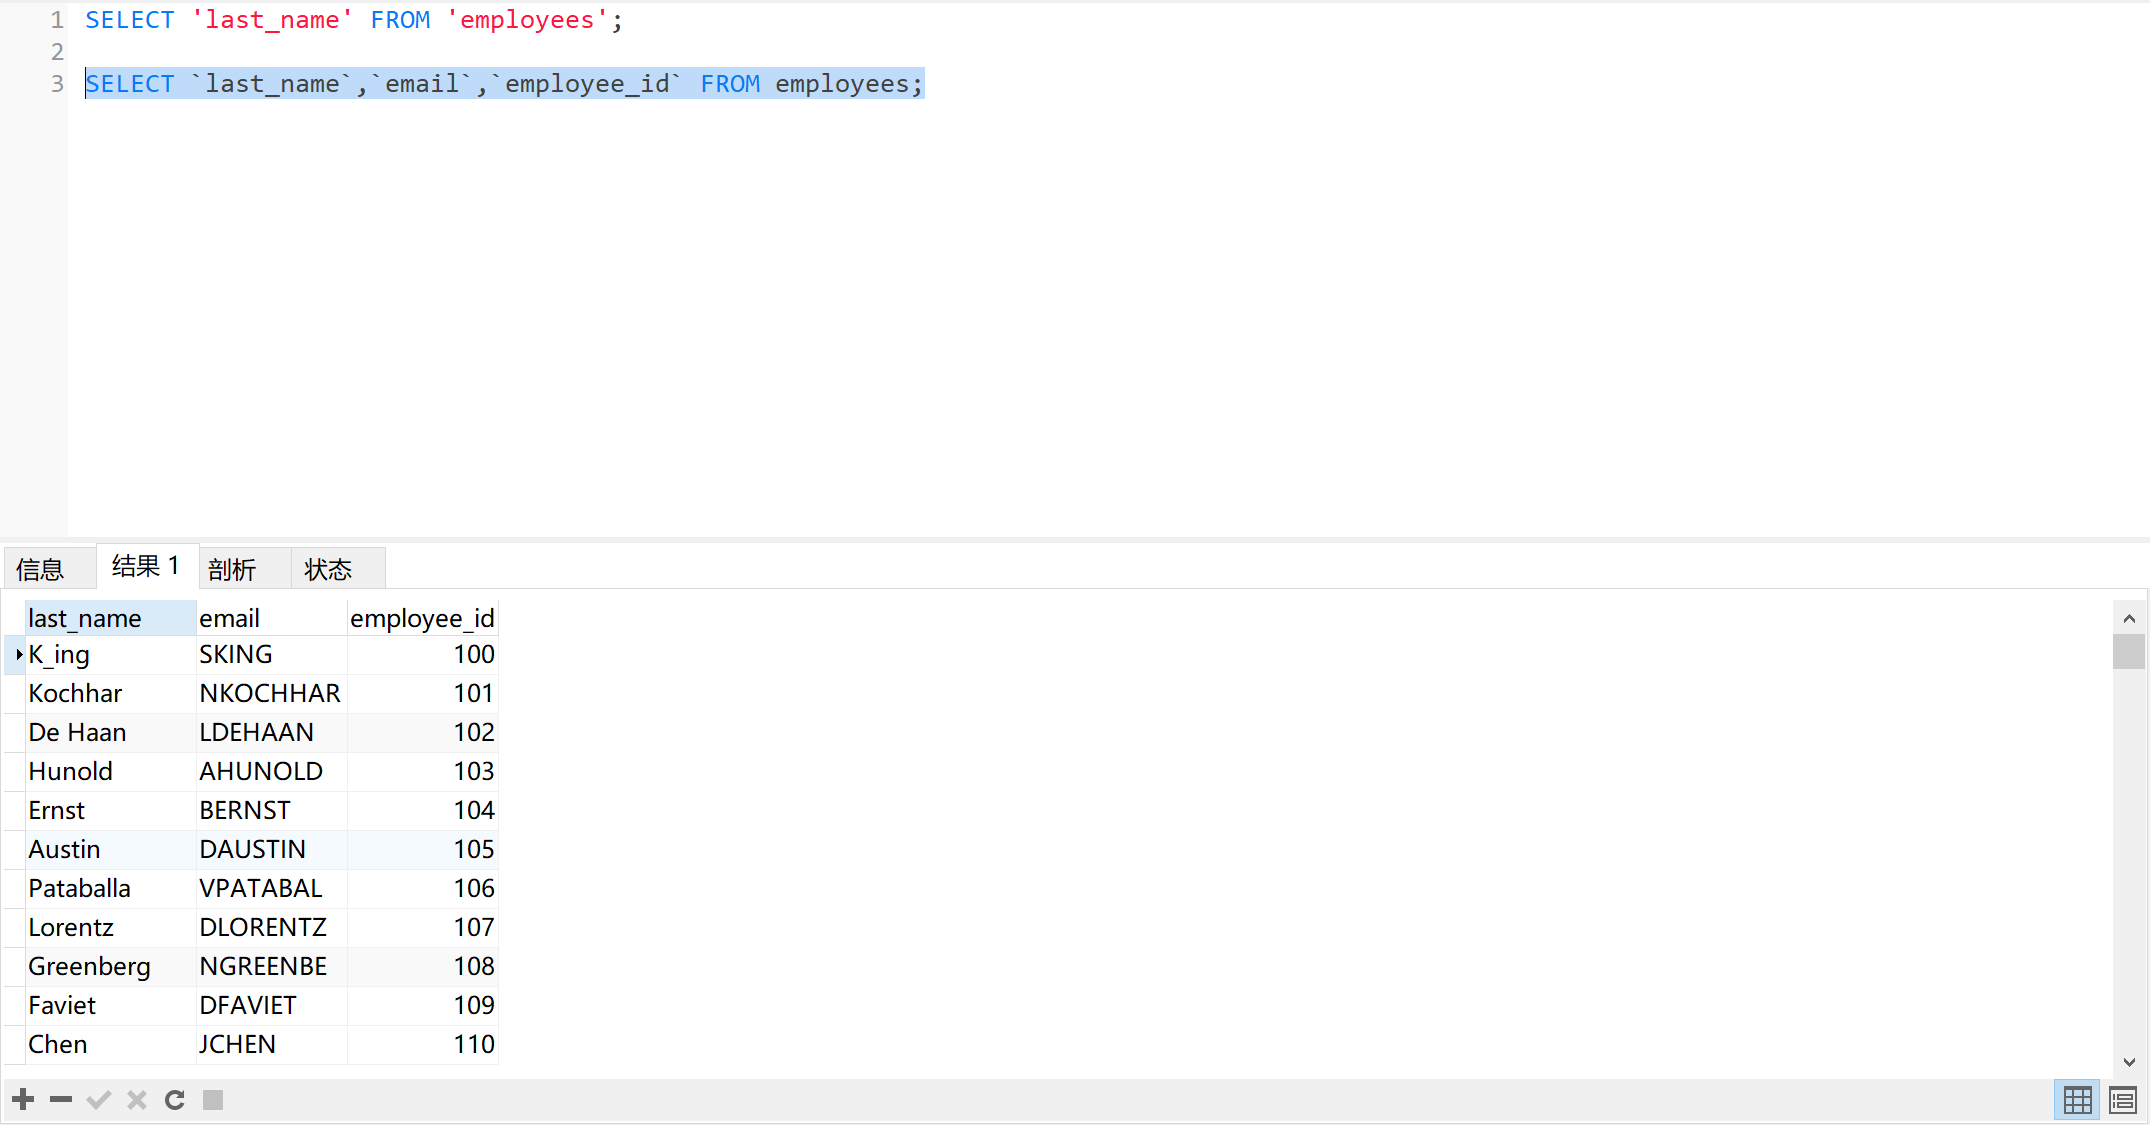 1 SELECT 'last_name' FROM 'employees';
2
3 SELECT `last_name`,`email`,`employee_id` FROM employees;
信息 结果 1 剖析 状态
last_name email employee_id
K_ing SKING 100
Kochhar NKOCHHAR 101
De Haan LDEHAAN 102
Hunold AHUNOLD 103
Ernst BERNST 104
Austin DAUSTIN 105
Pataballa VPATABAL 106
Lorentz DLORENTZ 107
Greenberg NGREENBE 108
Faviet DFAVIET 109
Chen JCHEN 110